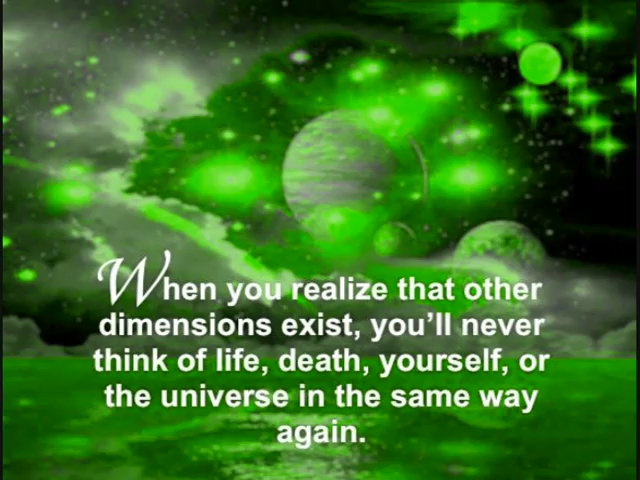 When you realize that other
dimensions exist, you’ll never
think of life, death, yourself, or
the universe in the same way
again.